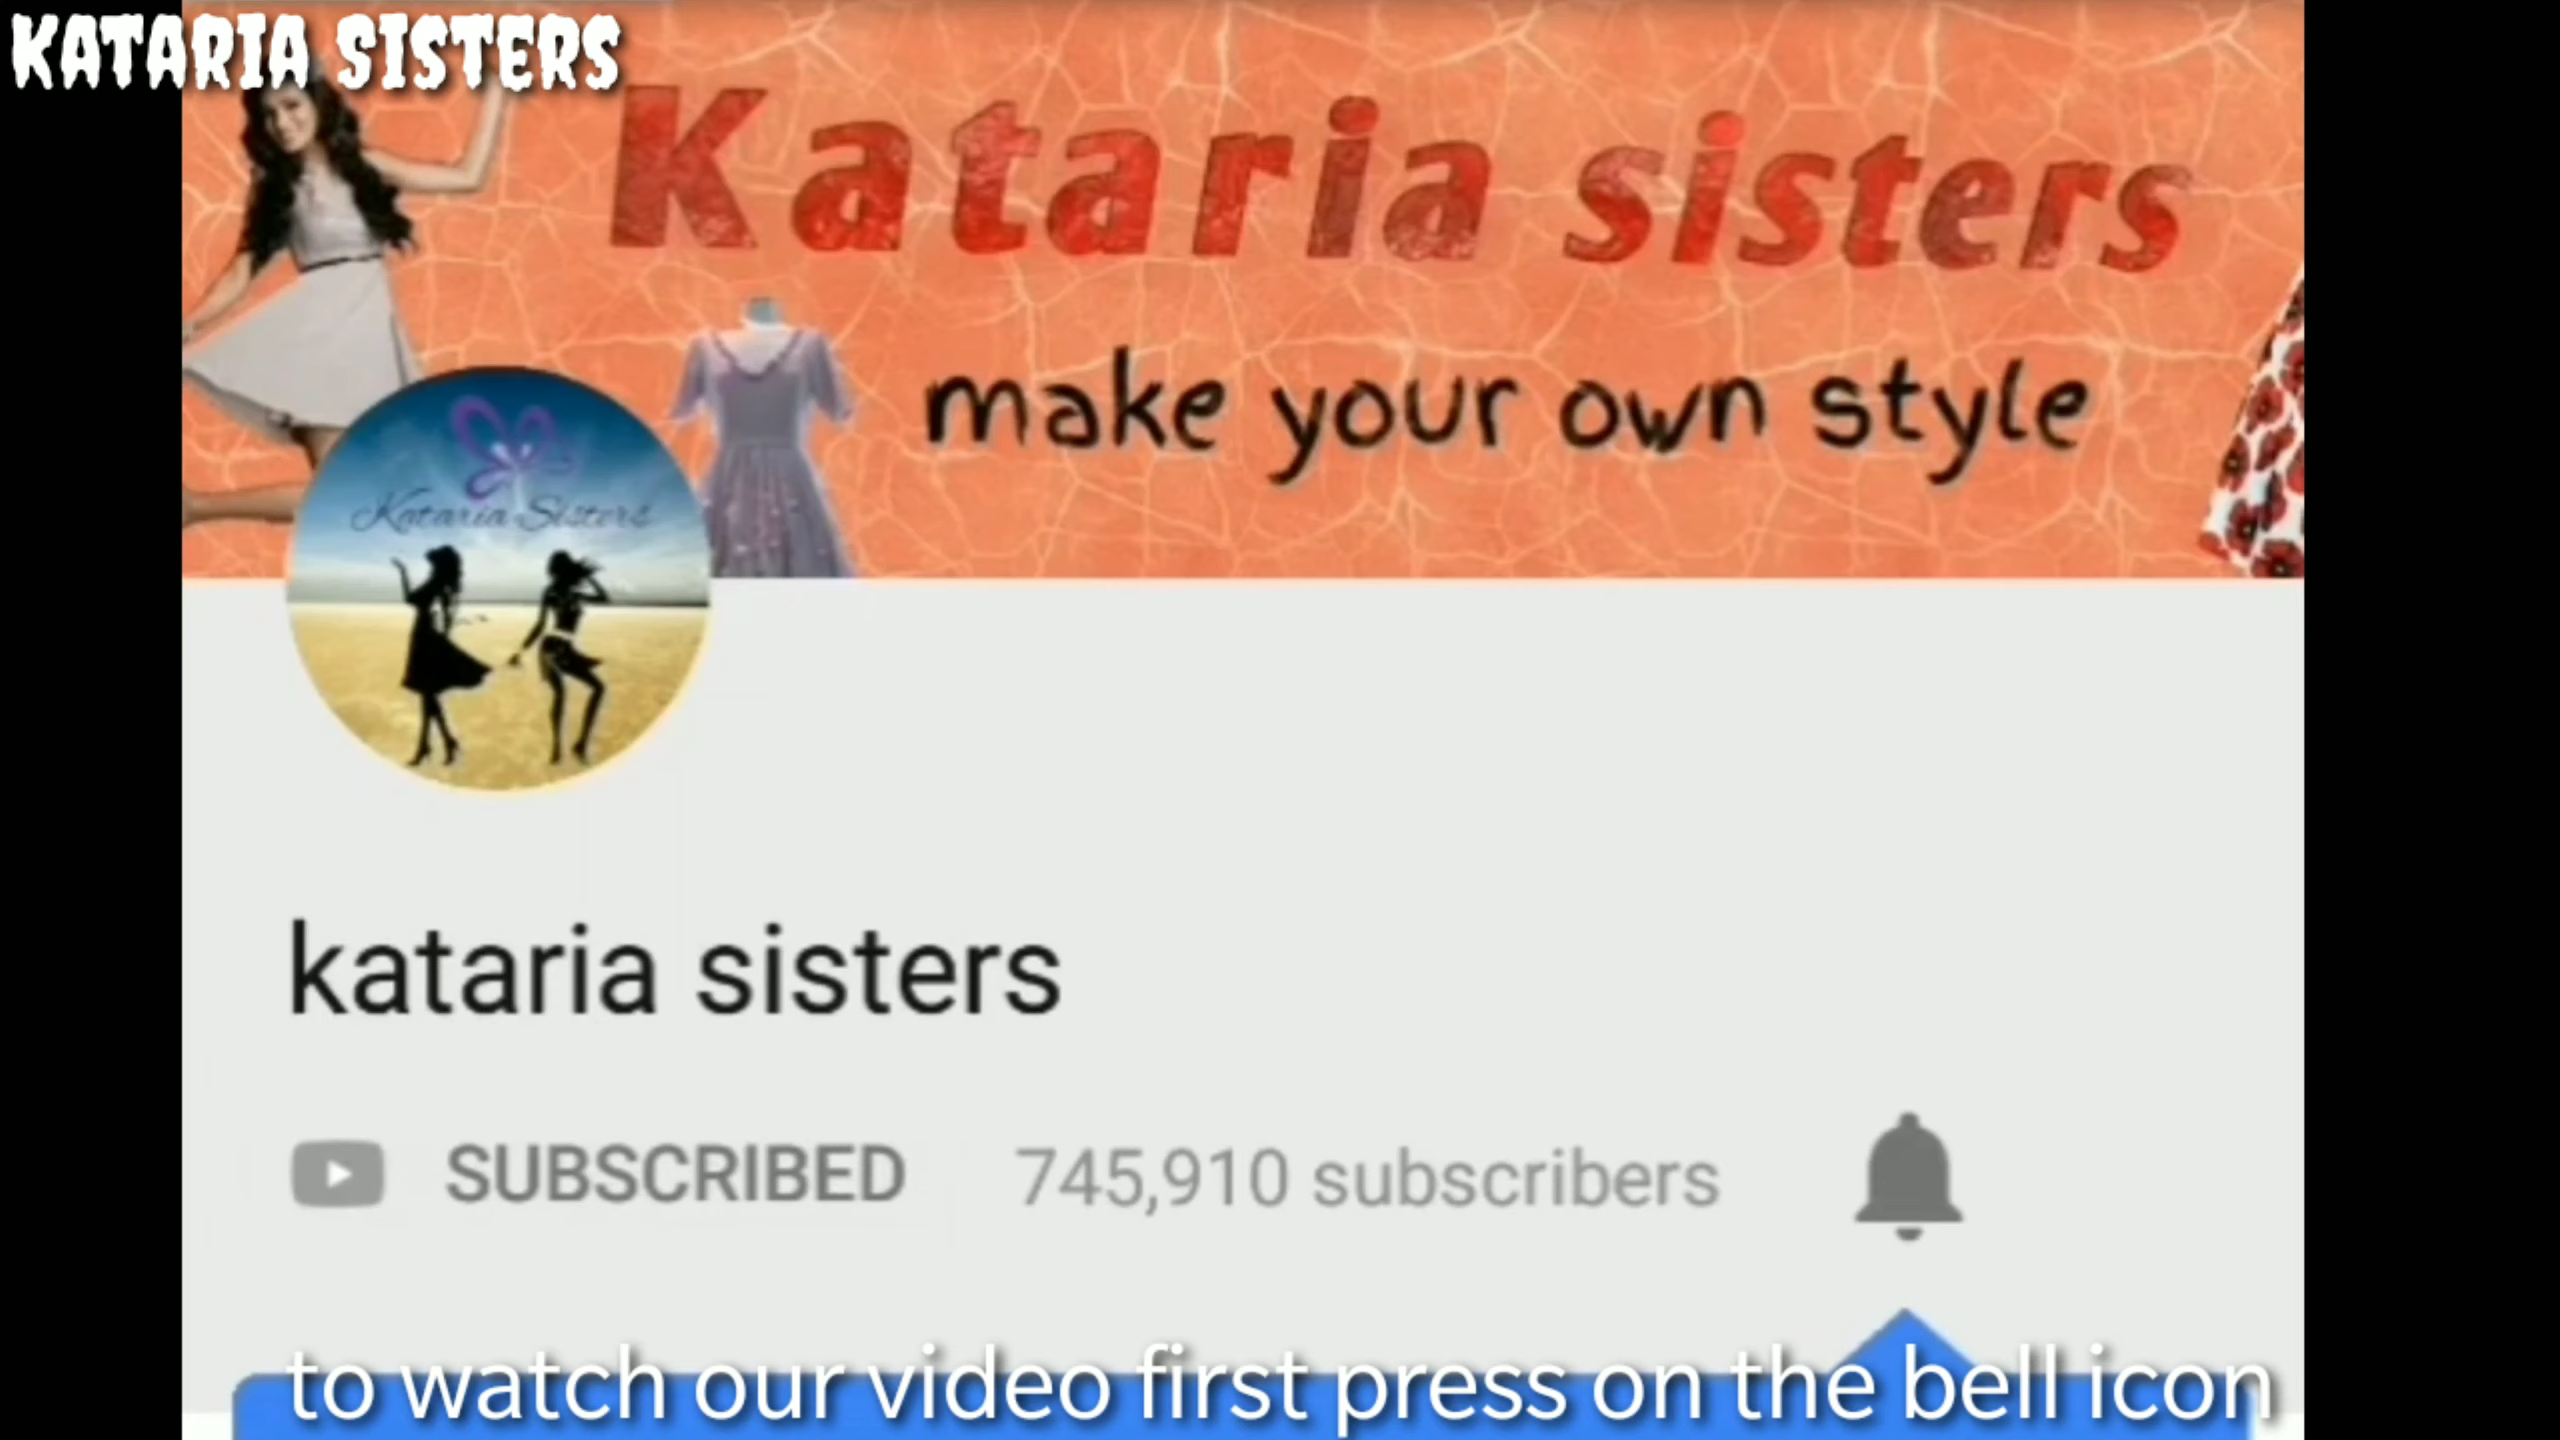 KATARIA SISTERS
Kataria sisters
make your own style
Kataria Sisters
kataria sisters
SUBSCRIBED 745,910 subscribers
to watch our video first press on the bell icon